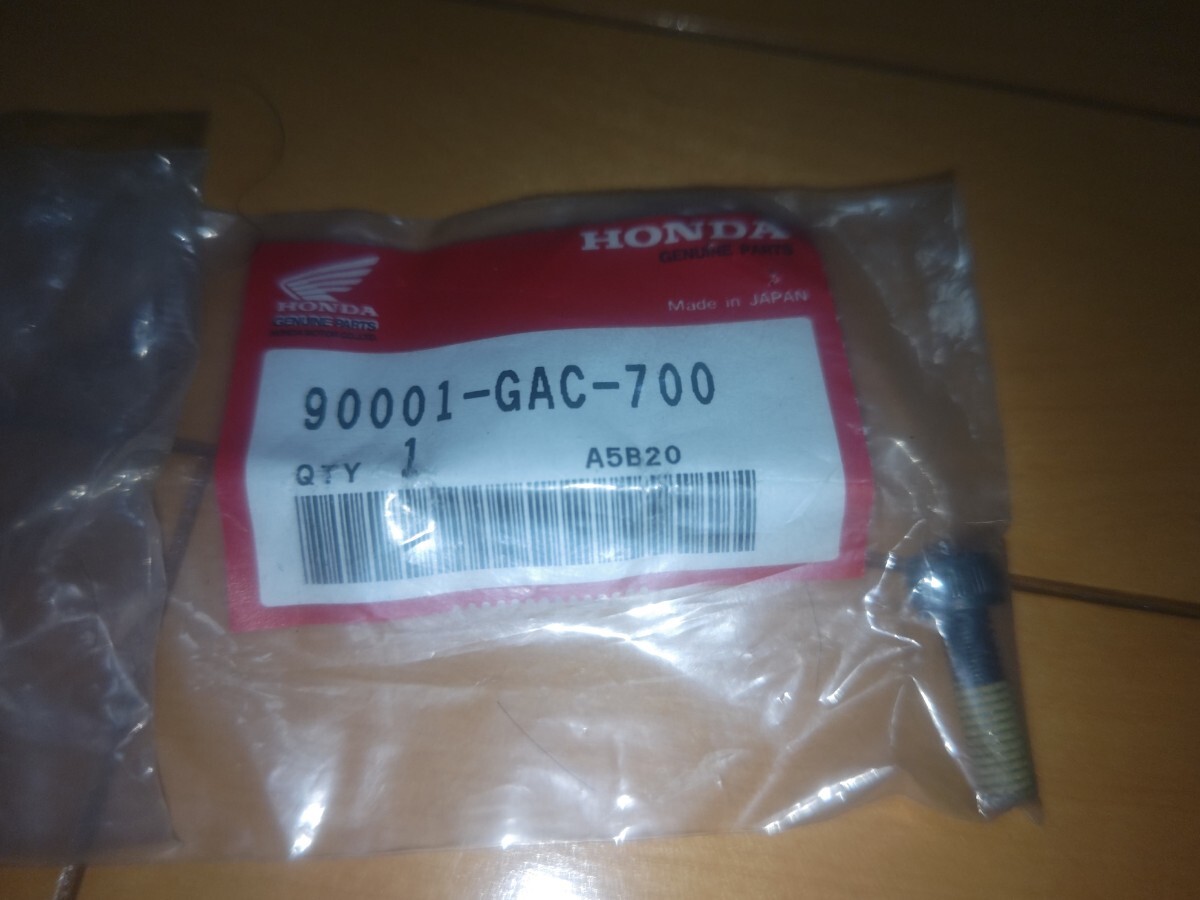 HONDA
GENUINE PARTS
Made in JAPAN
HONDA
GENUINE PARTS
90001-GAC-700
QTY 1
A5B20